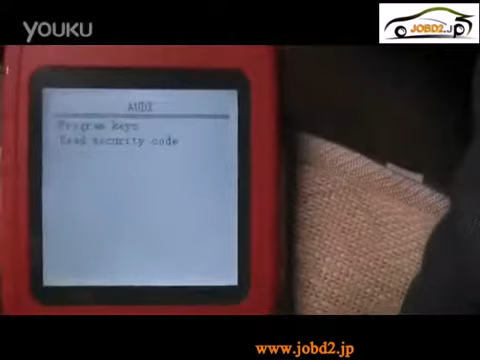 YOUKU
JOBD2.JP
AUDI
Program keys
Read security code
www.jobd2.jp